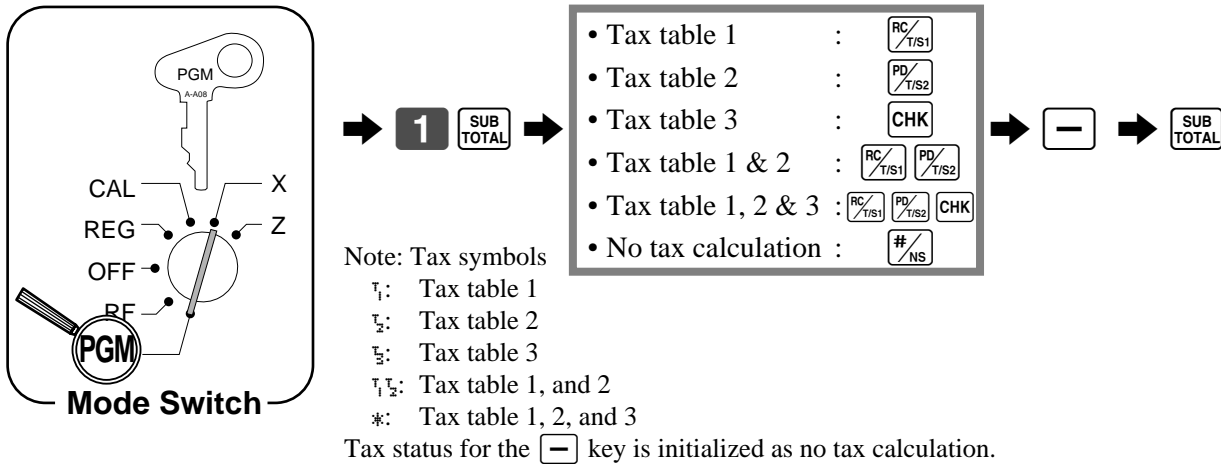 PGM
A-A08
CAL
X
REG
Z
OFF
RF
PGM
Mode Switch
1 SUB TOTAL
• Tax table 1 : RC/T/S1
• Tax table 2 : PD/T/S2
• Tax table 3 : CHK
• Tax table 1 & 2 : RC/T/S1 PD/T/S2
• Tax table 1, 2 & 3 : RC/T/S1 PD/T/S2 CHK
• No tax calculation : #/NS
− SUB TOTAL
Note: Tax symbols
T1: Tax table 1
T2: Tax table 2
T3: Tax table 3
T1T2: Tax table 1, and 2
*: Tax table 1, 2, and 3
Tax status for the − key is initialized as no tax calculation.